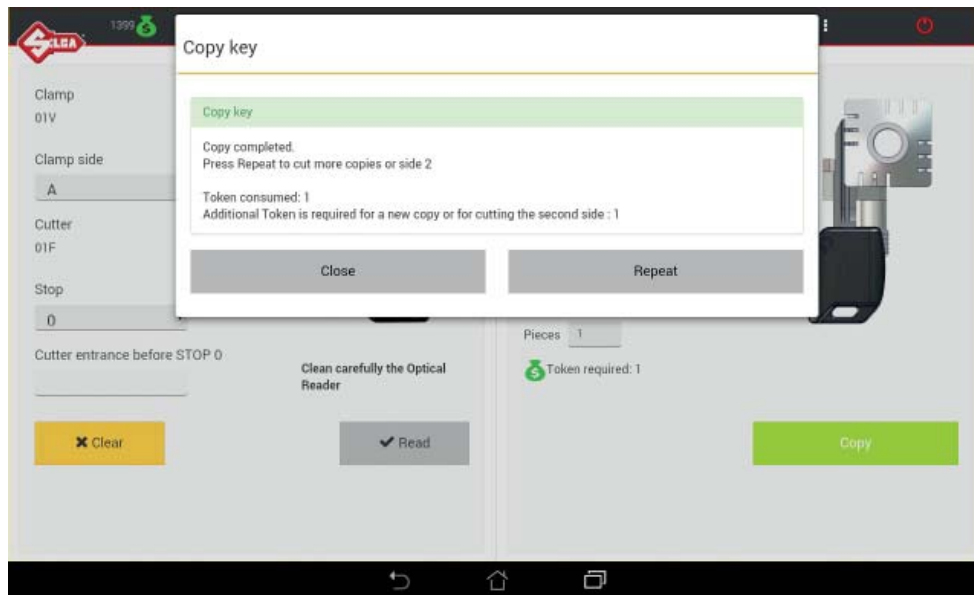 SILCA
1399
Copy key
Copy key
Copy completed.
Press Repeat to cut more copies or side 2
Token consumed: 1
Additional Token is required for a new copy or for cutting the second side : 1
Close
Repeat
Clamp
01V
Clamp side
A
Cutter
01F
Stop
0
Cutter entrance before STOP 0
Clean carefully the Optical
Reader
Clear
Read
Pieces 1
Token required: 1
Copy